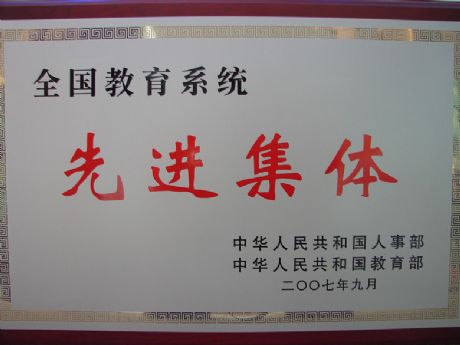 全国教育系统
先进集体
中华人民共和国人事部
中华人民共和国教育部
二〇〇七年九月